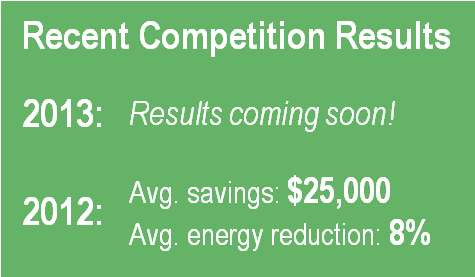 Recent Competition Results
2013: Results coming soon!
2012: Avg. savings: $25,000
Avg. energy reduction: 8%